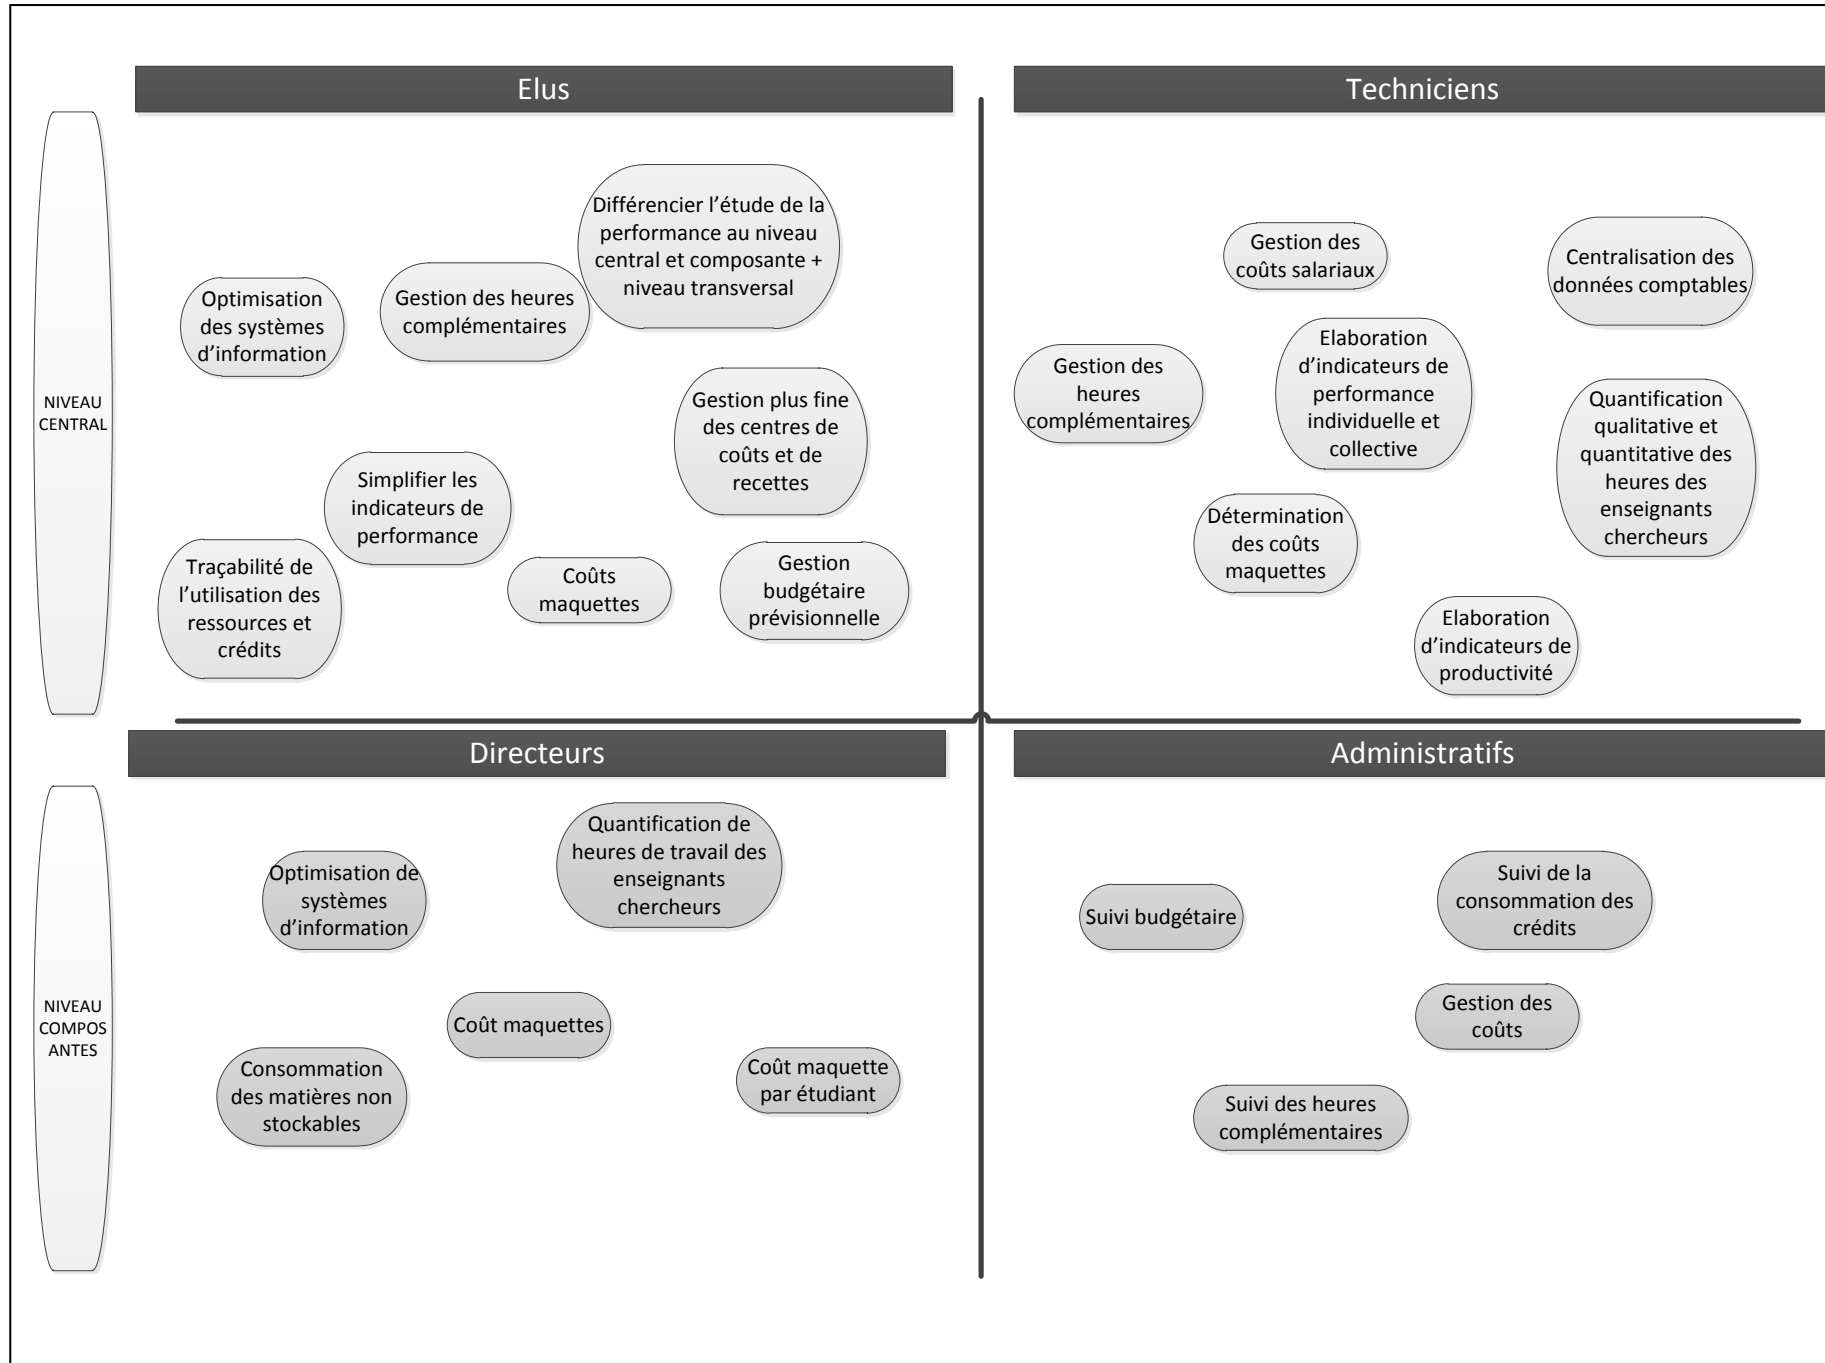 Elus
Techniciens
NIVEAU
CENTRAL
Optimisation
des systèmes
d'information
Gestion des heures
complémentaires
Différencier l'étude de la
performance au niveau
central et composante +
niveau transversal
Gestion plus fine
des centres de
coûts et de
recettes
Simplifier les
indicateurs de
performance
Traçabilité de
l'utilisation des
ressources et
crédits
Coûts
maquettes
Gestion
budgétaire
prévisionnelle
Gestion des
coûts salariaux
Centralisation des
données comptables
Gestion des
heures
complémentaires
Elaboration
d'indicateurs de
performance
individuelle et
collective
Quantification
qualitative et
quantitative des
heures des
enseignants
chercheurs
Détermination
des coûts
maquettes
Elaboration
d'indicateurs de
productivité
Directeurs
Administratifs
NIVEAU
COMPOS
ANTES
Optimisation de
systèmes
d'information
Quantification de
heures de travail des
enseignants
chercheurs
Coût maquettes
Consommation
des matières non
stockables
Coût maquette
par étudiant
Suivi budgétaire
Suivi de la
consommation des
crédits
Gestion des
coûts
Suivi des heures
complémentaires